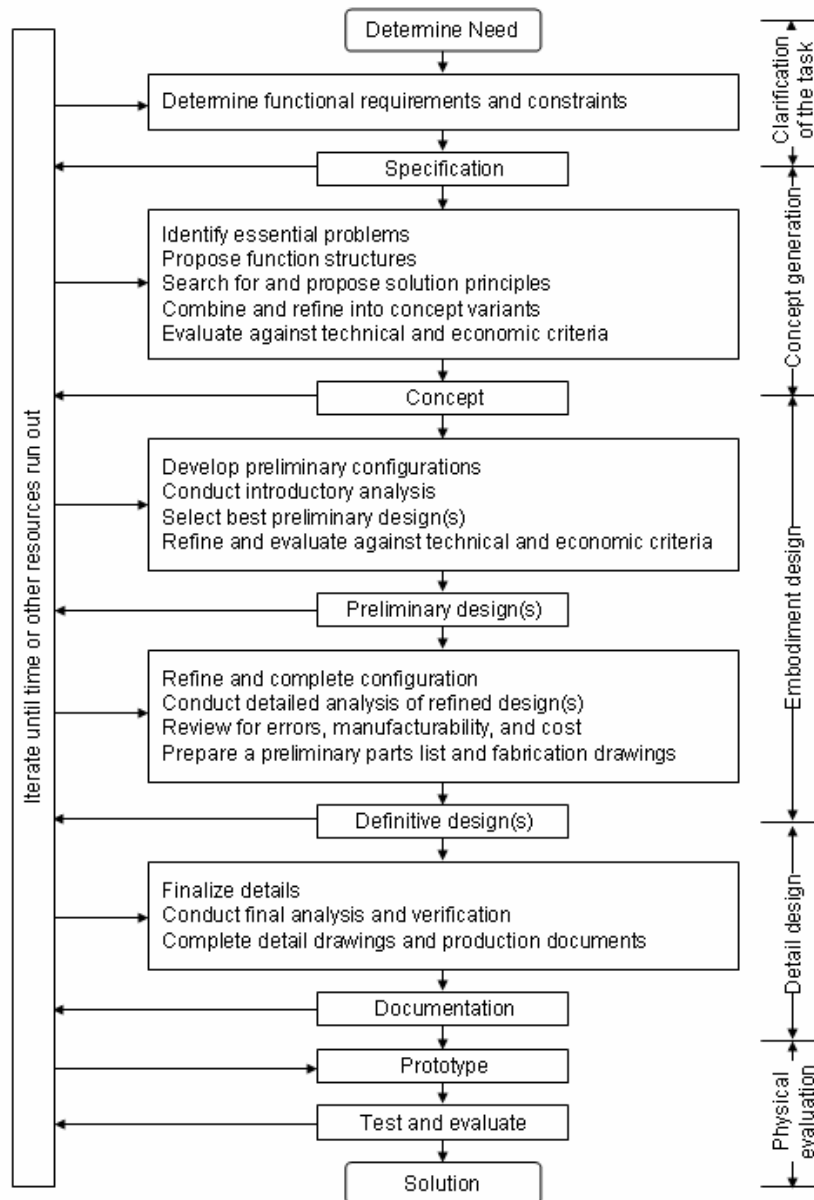 Determine Need
Determine functional requirements and constraints
Specification
Identify essential problems
Propose function structures
Search for and propose solution principles
Combine and refine into concept variants
Evaluate against technical and economic criteria
Concept
Develop preliminary configurations
Conduct introductory analysis
Select best preliminary design(s)
Refine and evaluate against technical and economic criteria
Preliminary design(s)
Refine and complete configuration
Conduct detailed analysis of refined design(s)
Review for errors, manufacturability, and cost
Prepare a preliminary parts list and fabrication drawings
Definitive design(s)
Finalize details
Conduct final analysis and verification
Complete detail drawings and production documents
Documentation
Prototype
Test and evaluate
Solution
Iterate until time or other resources run out
Clarification
of the task
Concept generation
Embodiment design
Detail design
Physical
evaluation